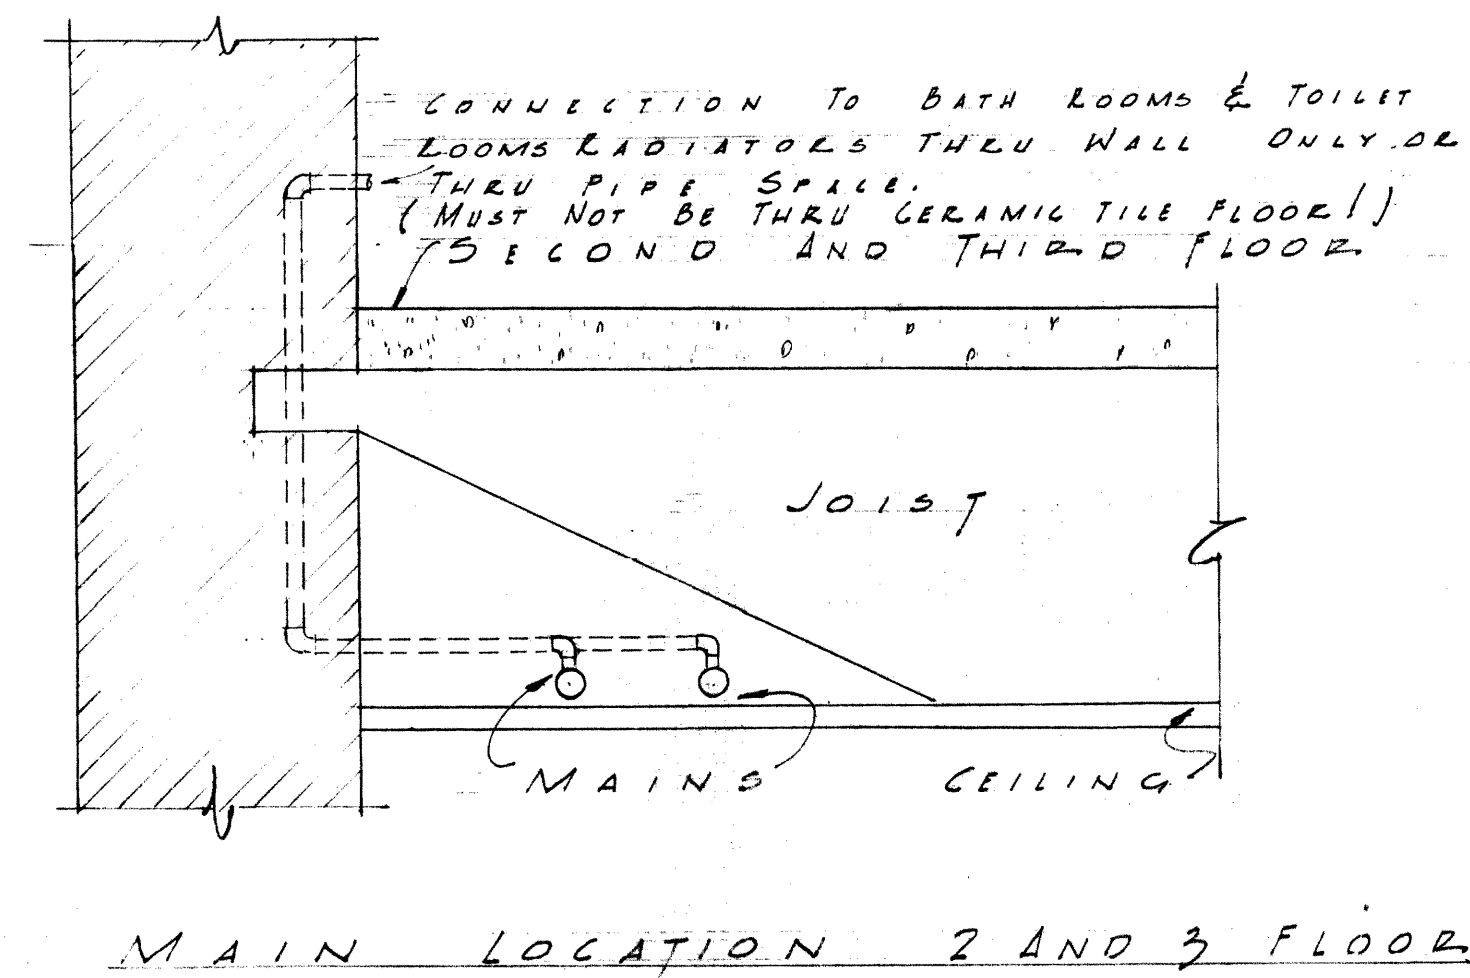 CONNECTION TO BATH ROOMS & TOILET
ROOMS RADIATORS THRU WALL ONLY OR
THRU PIPE SPACE.
(MUST NOT BE THRU CERAMIC TILE FLOOR!)
SECOND AND THIRD FLOOR
JOIST
MAINS
CEILING
MAIN LOCATION 2 AND 3 FLOOR